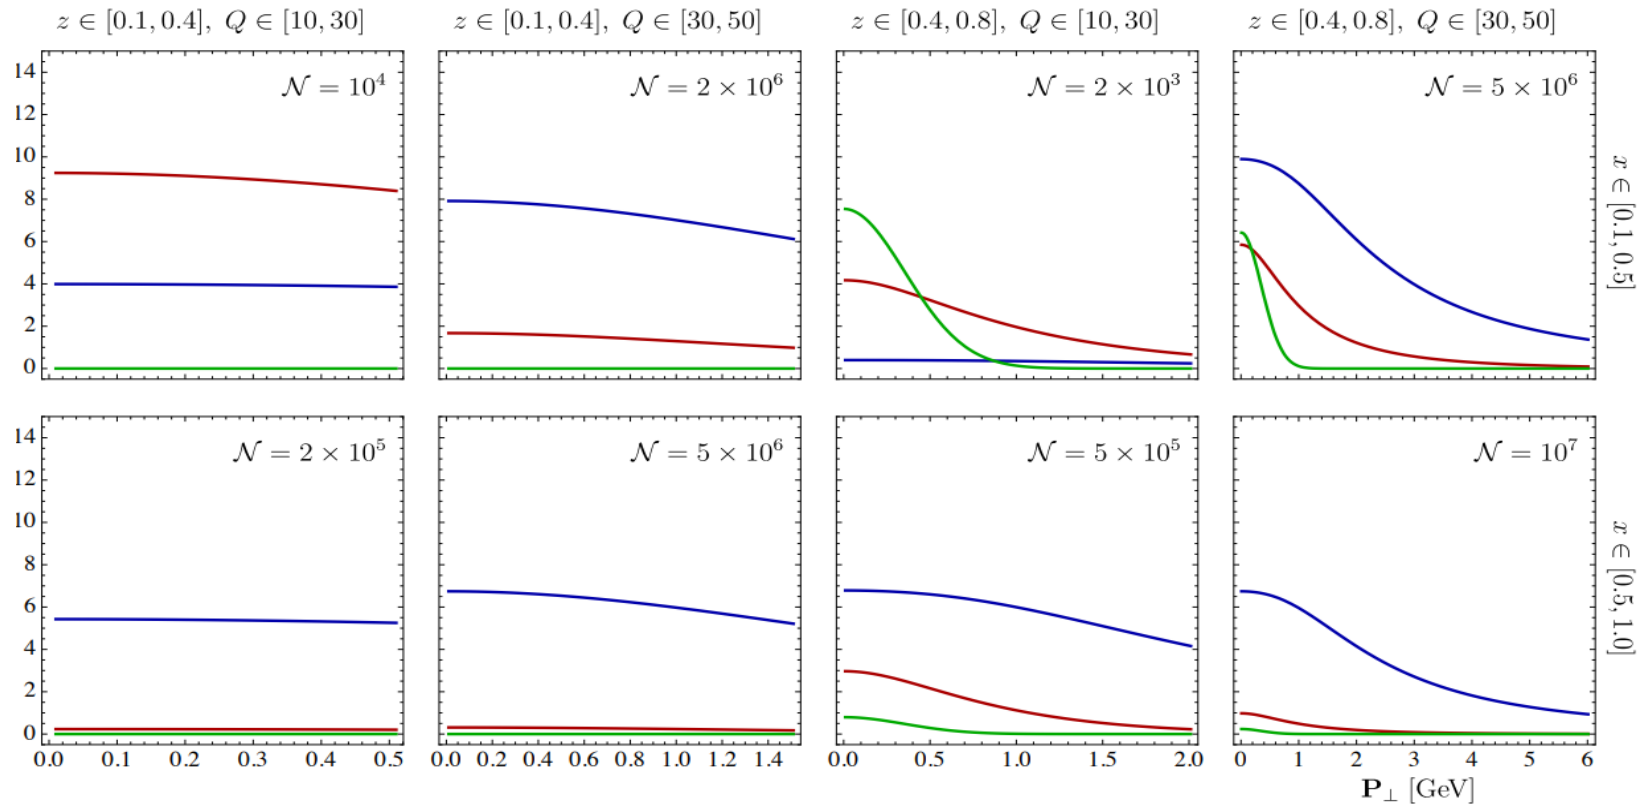 z ∈ [0.1, 0.4], Q ∈ [10, 30]
z ∈ [0.1, 0.4], Q ∈ [30, 50]
z ∈ [0.4, 0.8], Q ∈ [10, 30]
z ∈ [0.4, 0.8], Q ∈ [30, 50]
14
12
10
8
6
4
2
0
𝒩 = 10⁴
𝒩 = 2 × 10⁶
𝒩 = 2 × 10³
𝒩 = 5 × 10⁶
x ∈ [0.1, 0.5]
14
12
10
8
6
4
2
0
𝒩 = 2 × 10⁵
𝒩 = 5 × 10⁶
𝒩 = 5 × 10⁵
𝒩 = 10⁷
x ∈ [0.5, 1.0]
0.0 0.1 0.2 0.3 0.4 0.5
0.0 0.2 0.4 0.6 0.8 1.0 1.2 1.4
0.0 0.5 1.0 1.5 2.0
0 1 2 3 4 5 6
P⊥ [GeV]